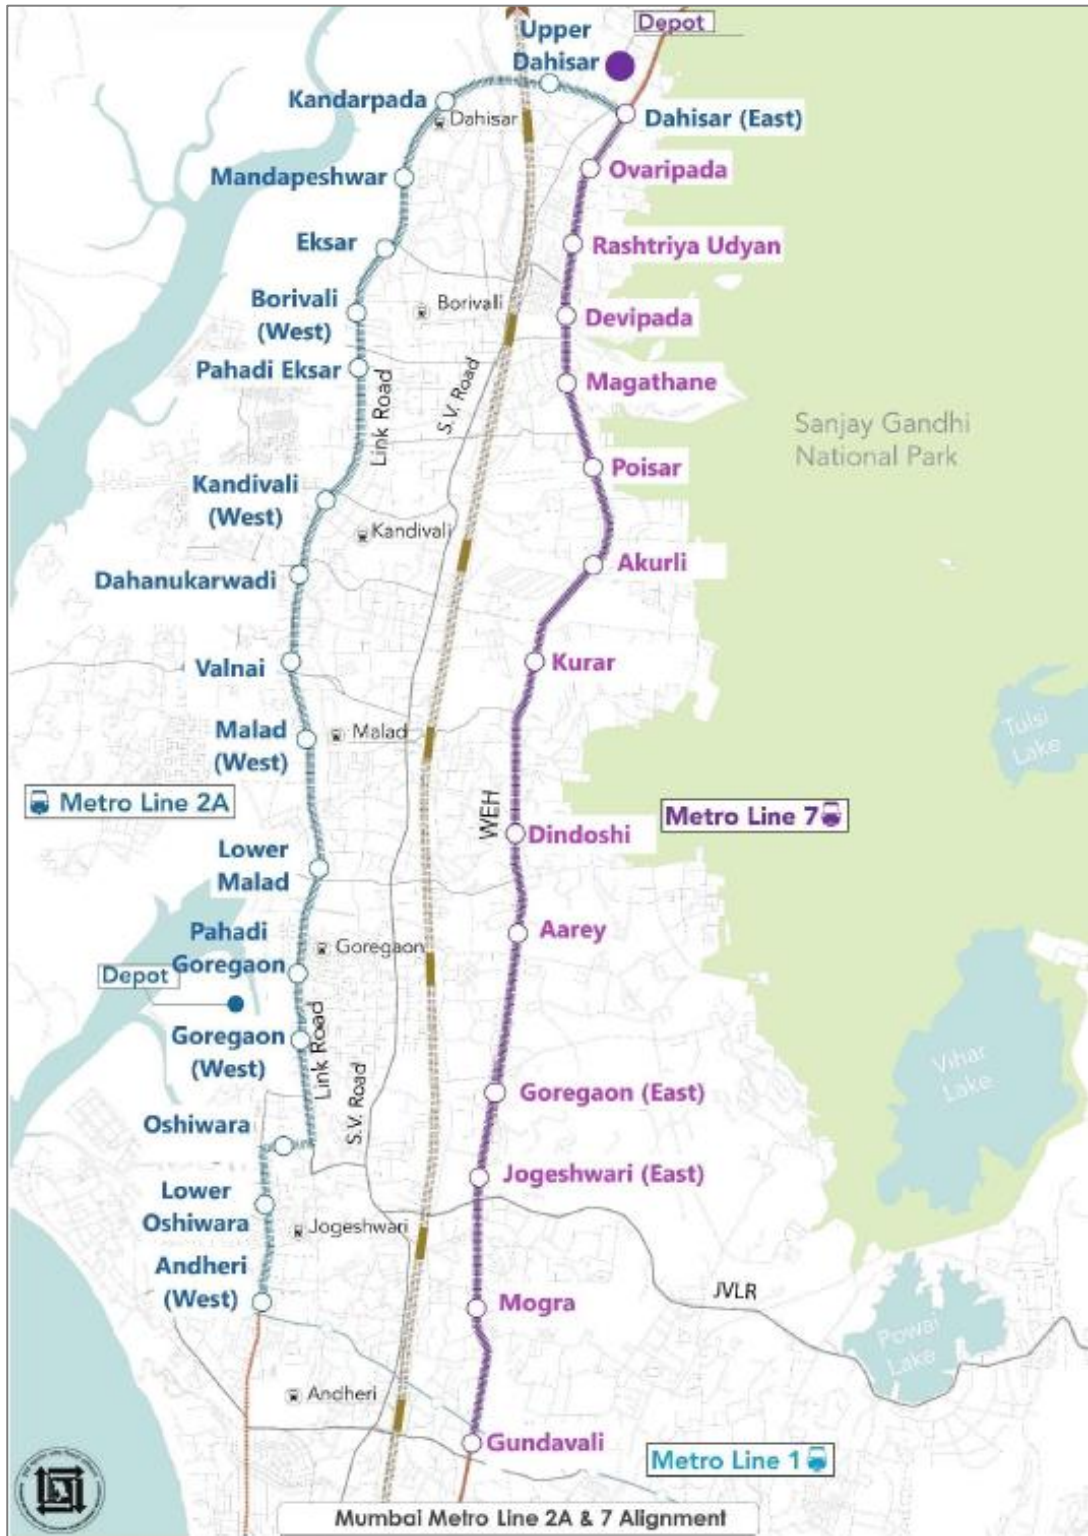 Depot
Upper
Dahisar
Kandarpada
Dahisar
Dahisar (East)
Ovaripada
Mandapeshwar
Eksar
Rashtriya Udyan
Borivali
(West)
Borivali
Devipada
Pahadi Eksar
Link Road
S.V. Road
Magathane
Sanjay Gandhi
National Park
Poisar
Kandivali
(West)
Kandivali
Akurli
Dahanukarwadi
Valnai
Kurar
Malad
(West)
Malad
Tulsi
Lake
Metro Line 2A
WEH
Metro Line 7
Dindoshi
Lower
Malad
Pahadi
Goregaon
Goregaon
Aarey
Depot
Goregaon
(West)
Link Road
S.V. Road
Vihar
Lake
Goregaon (East)
Oshiwara
Jogeshwari (East)
Lower
Oshiwara
Jogeshwari
Andheri
(West)
JVLR
Mogra
Powai
Lake
Andheri
Gundavali
Metro Line 1
Mumbai Metro Line 2A & 7 Alignment